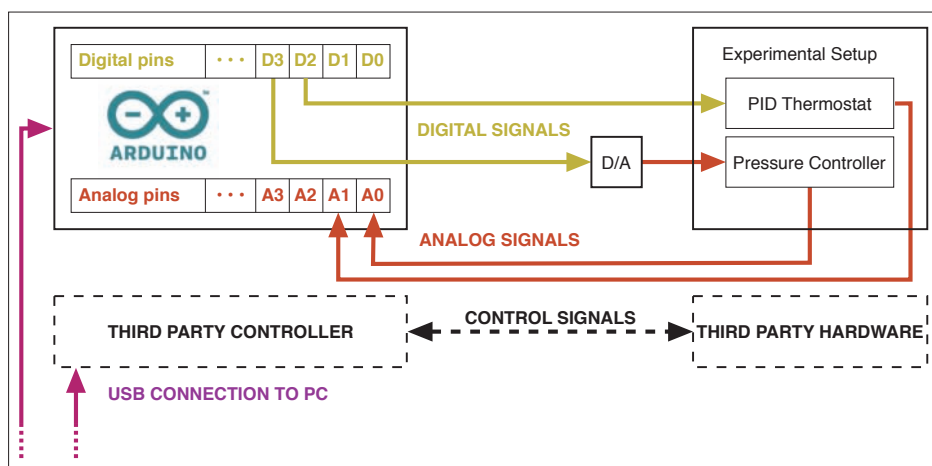 Digital pins ··· D3 D2 D1 D0
Experimental Setup
PID Thermostat
ARDUINO
DIGITAL SIGNALS
D/A
Pressure Controller
Analog pins ··· A3 A2 A1 A0
ANALOG SIGNALS
THIRD PARTY CONTROLLER
CONTROL SIGNALS
THIRD PARTY HARDWARE
USB CONNECTION TO PC